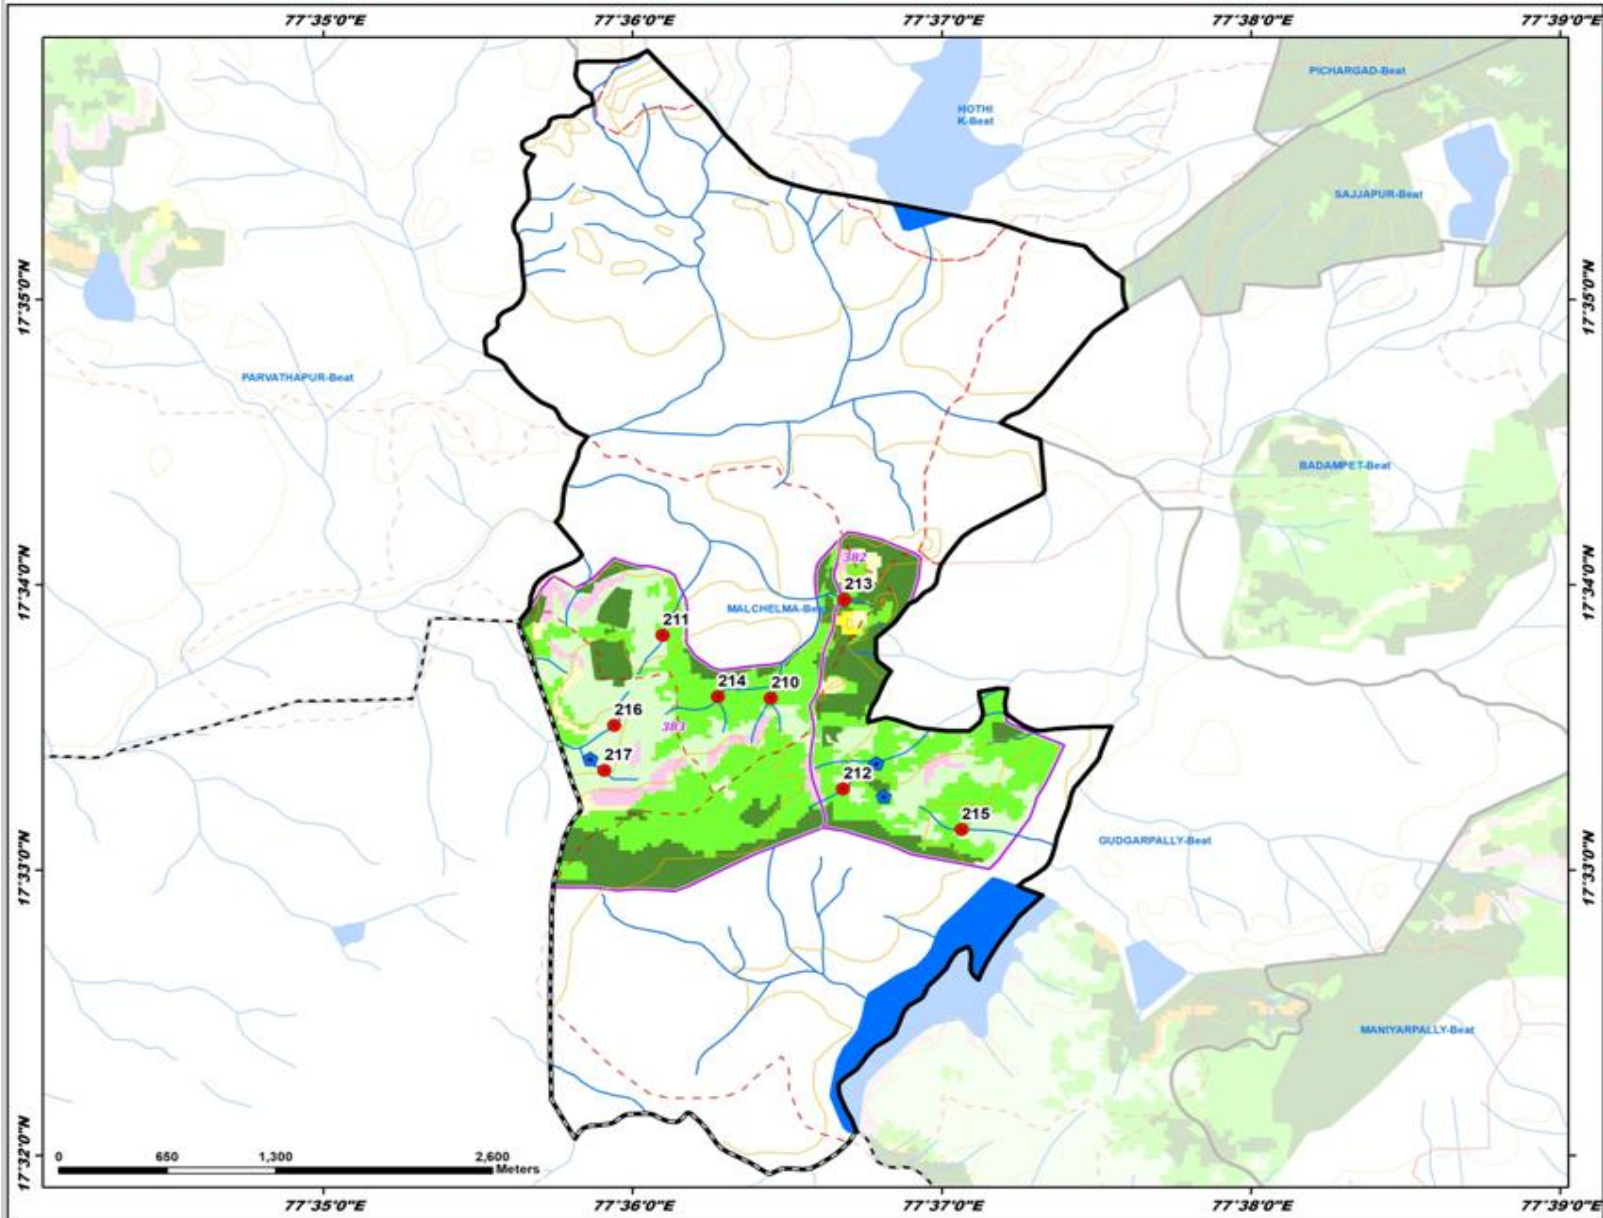 77°35'0"E 77°36'0"E 77°37'0"E 77°38'0"E 77°39'0"E
PICHARGAD-Beat
HOTHI
K-Beat
SAJJAPUR-Beat
17°35'0"N 17°35'0"N
PARVATHAPUR-Beat
BADAMPET-Beat
382
17°34'0"N 17°34'0"N
213
MALCHELMA-Beat
211
214 210
216 383
217
212
215
GUDGARPALLY-Beat
17°33'0"N 17°33'0"N
MANIYARPALLY-Beat
17°32'0"N
0 650 1,300 2,600
Meters
77°35'0"E 77°36'0"E 77°37'0"E 77°38'0"E 77°39'0"E